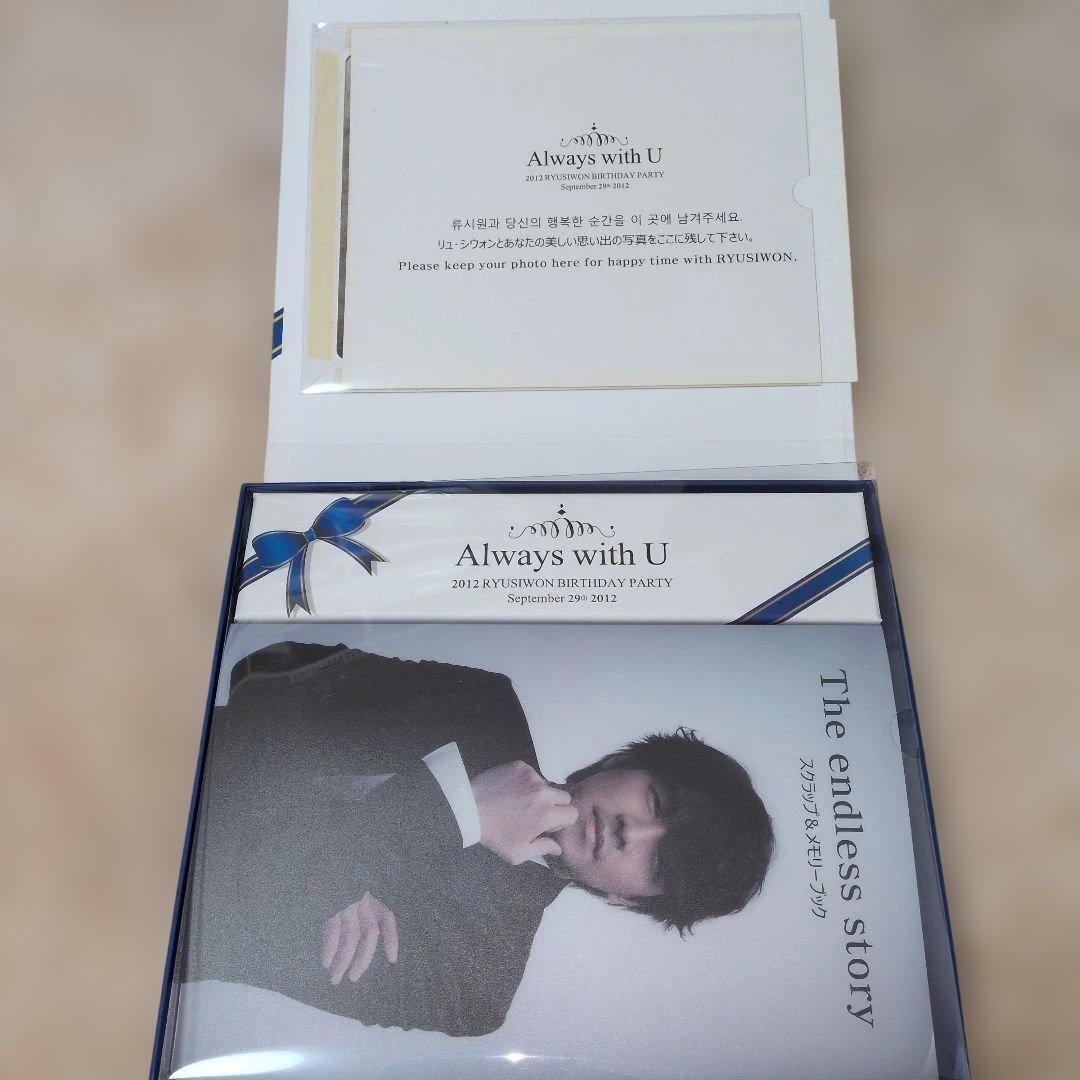 Always with U
2012 RYUSIWON BIRTHDAY PARTY
September 29th 2012
류시원과 당신의 행복한 순간을 이 곳에 남겨주세요.
リュ・シウォンとあなたの美しい思い出の写真をここに残して下さい。
Please keep your photo here for happy time with RYUSIWON.
Always with U
2012 RYUSIWON BIRTHDAY PARTY
September 29th 2012
The endless story
スクラップ&メモリーブック